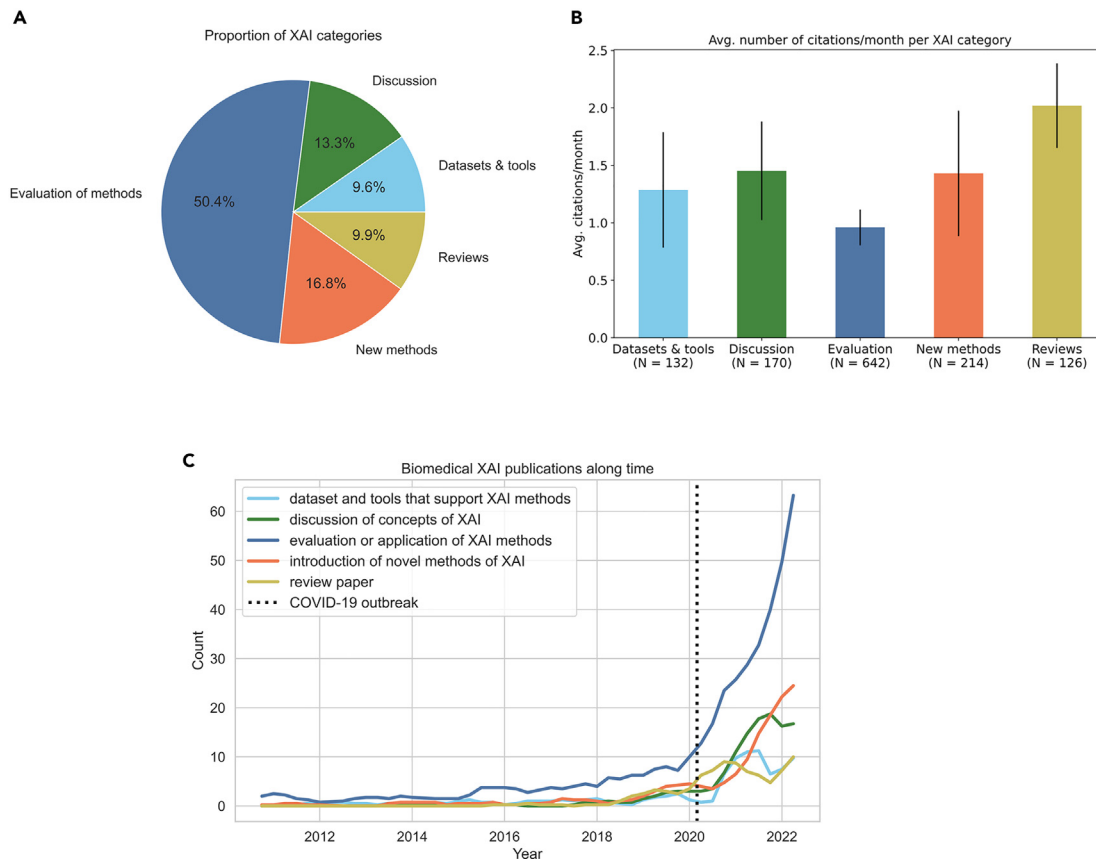 A
Proportion of XAI categories
Discussion
13.3%
Datasets & tools
9.6%
Evaluation of methods
50.4%
9.9%
Reviews
16.8%
New methods
B
Avg. number of citations/month per XAI category
Avg. citations/month
2.5
2.0
1.5
1.0
0.5
0.0
Datasets & tools
(N = 132)
Discussion
(N = 170)
Evaluation
(N = 642)
New methods
(N = 214)
Reviews
(N = 126)
C
Biomedical XAI publications along time
dataset and tools that support XAI methods
discussion of concepts of XAI
evaluation or application of XAI methods
introduction of novel methods of XAI
review paper
COVID-19 outbreak
Count
60
50
40
30
20
10
0
2012
2014
2016
2018
2020
2022
Year